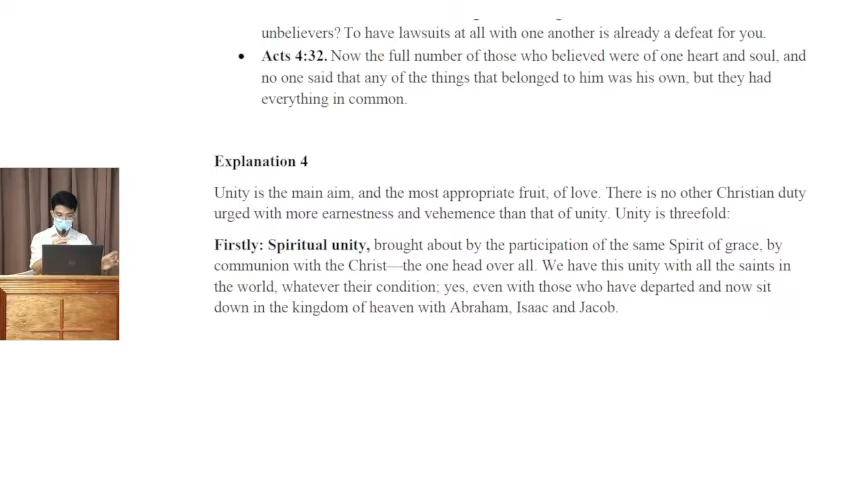 unbelievers? To have lawsuits at all with one another is already a defeat for you.
• Acts 4:32. Now the full number of those who believed were of one heart and soul, and
no one said that any of the things that belonged to him was his own, but they had
everything in common.
Explanation 4
Unity is the main aim, and the most appropriate fruit, of love. There is no other Christian duty
urged with more earnestness and vehemence than that of unity. Unity is threefold:
Firstly: Spiritual unity, brought about by the participation of the same Spirit of grace, by
communion with the Christ—the one head over all. We have this unity with all the saints in
the world, whatever their condition; yes, even with those who have departed and now sit
down in the kingdom of heaven with Abraham, Isaac and Jacob.